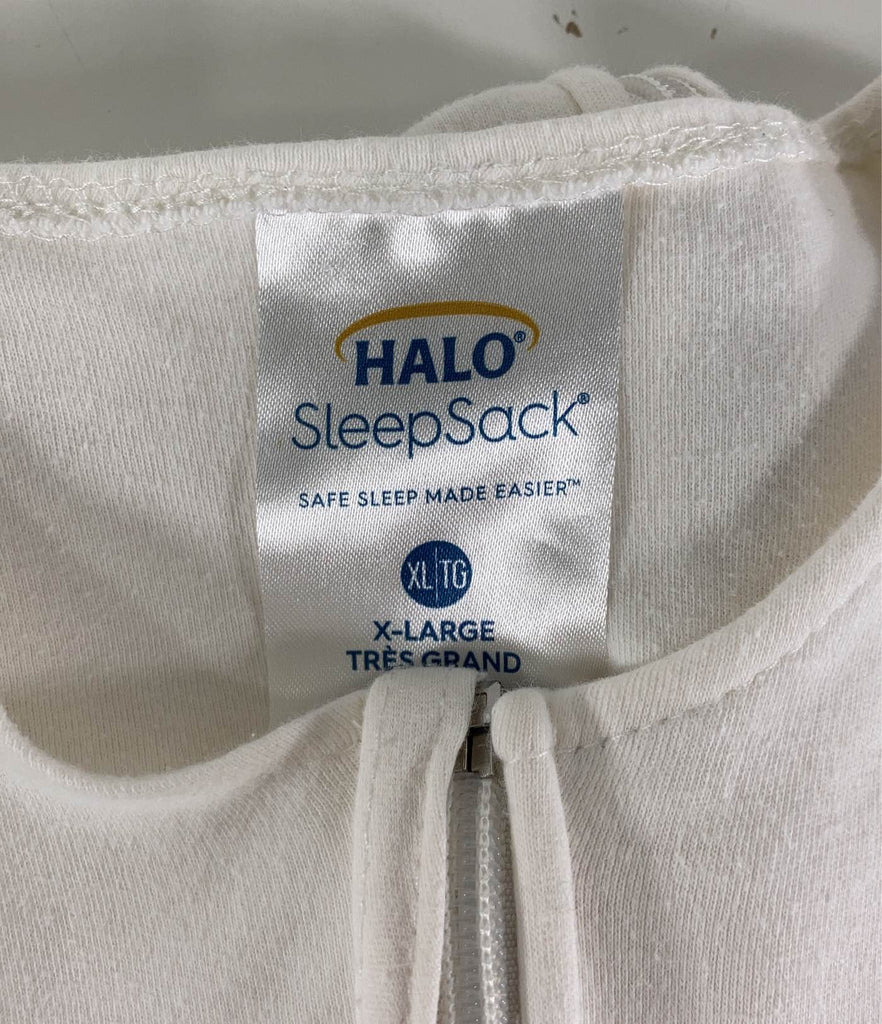 HALO®
SleepSack®
SAFE SLEEP MADE EASIER™
XL|TG
X-LARGE
TRÈS GRAND